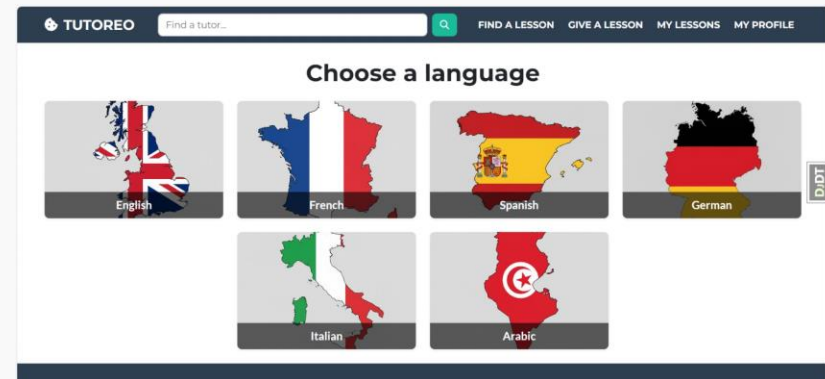 TUTOREO Find a tutor... FIND A LESSON GIVE A LESSON MY LESSONS MY PROFILE
Choose a language
English French Spanish German
DJDT
Italian Arabic